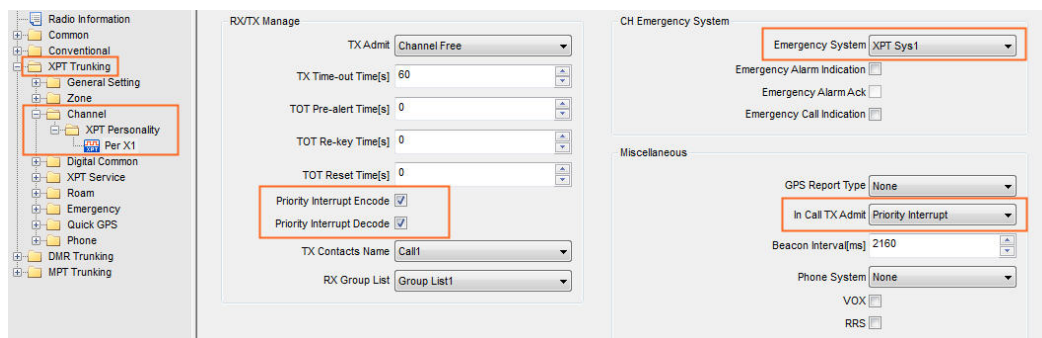 Radio Information
Common
Conventional
XPT Trunking
General Setting
Zone
Channel
XPT Personality
XPT Per X1
Digital Common
XPT Service
Roam
Emergency
Quick GPS
Phone
DMR Trunking
MPT Trunking
RX/TX Manage
TX Admit Channel Free
TX Time-out Time[s] 60
TOT Pre-alert Time[s] 0
TOT Re-key Time[s] 0
TOT Reset Time[s] 0
Priority Interrupt Encode
Priority Interrupt Decode
TX Contacts Name Call1
RX Group List Group List1
CH Emergency System
Emergency System XPT Sys1
Emergency Alarm Indication
Emergency Alarm Ack
Emergency Call Indication
Miscellaneous
GPS Report Type None
In Call TX Admit Priority Interrupt
Beacon Interval[ms] 2160
Phone System None
VOX
RRS